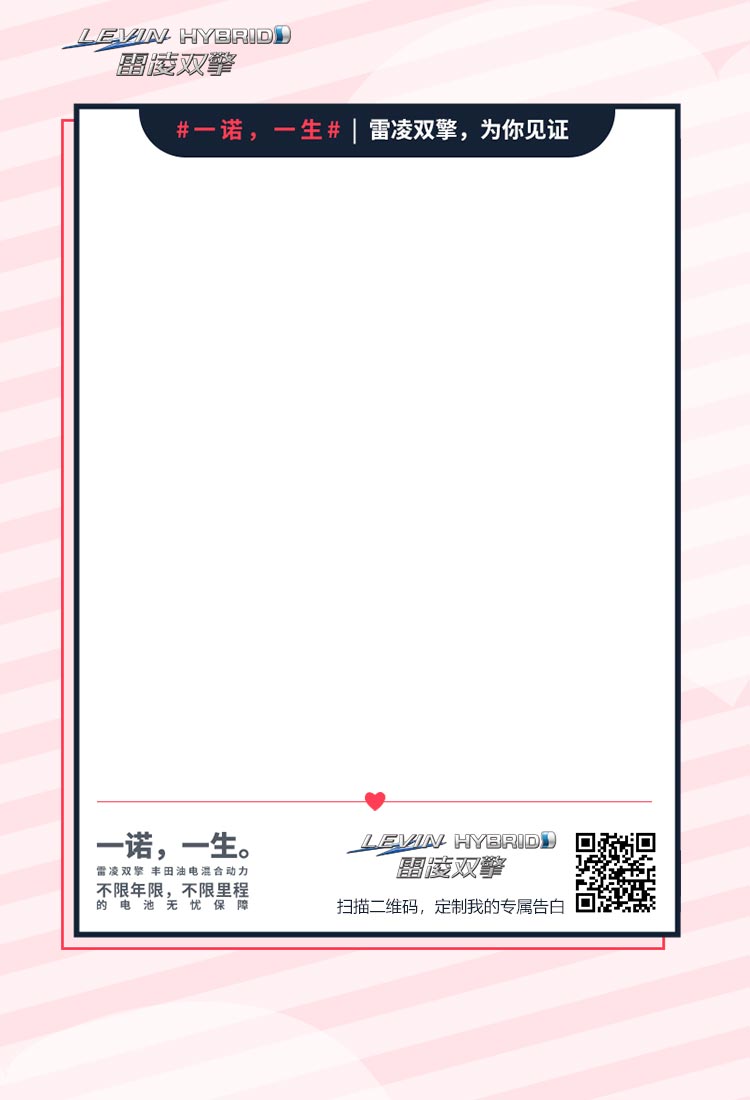 LEVIN HYBRID
雷凌双擎
#一诺，一生# | 雷凌双擎，为你见证
一诺，一生。
雷凌双擎 丰田油电混合动力
不限年限，不限里程
的电池无忧保障
LEVIN HYBRID
雷凌双擎
扫描二维码，定制我的专属告白